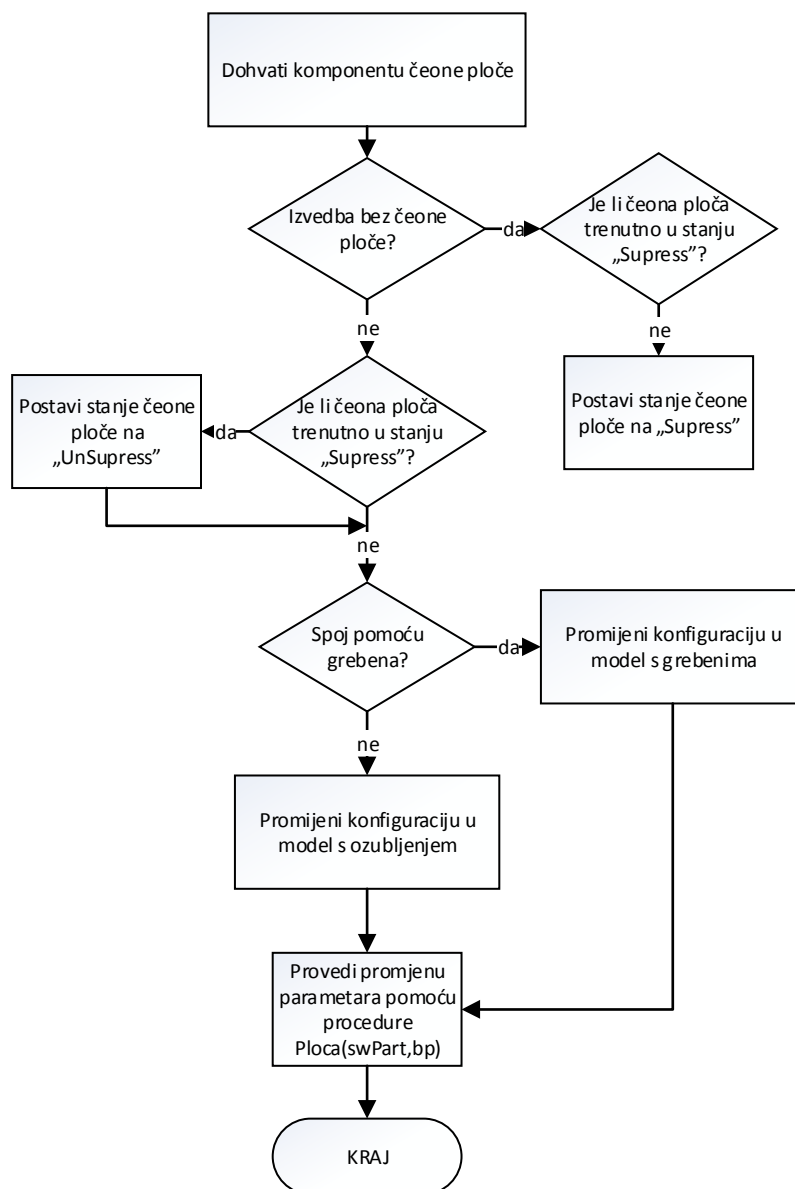 Dohvati komponentu čeone ploče
Izvedba bez čeone
ploče?
da
Je li čeona ploča
trenutno u stanju
„Supress”?
ne
Postavi stanje čeone
ploče na „Supress”
ne
Je li čeona ploča
trenutno u stanju
„Supress”?
da
Postavi stanje čeone
ploče na
„UnSupress”
ne
Spoj pomoću
grebena?
da
Promijeni konfiguraciju u
model s grebenima
ne
Promijeni konfiguraciju u
model s ozubljenjem
Provedi promjenu
parametara pomoću
procedure
Ploca(swPart,bp)
KRAJ